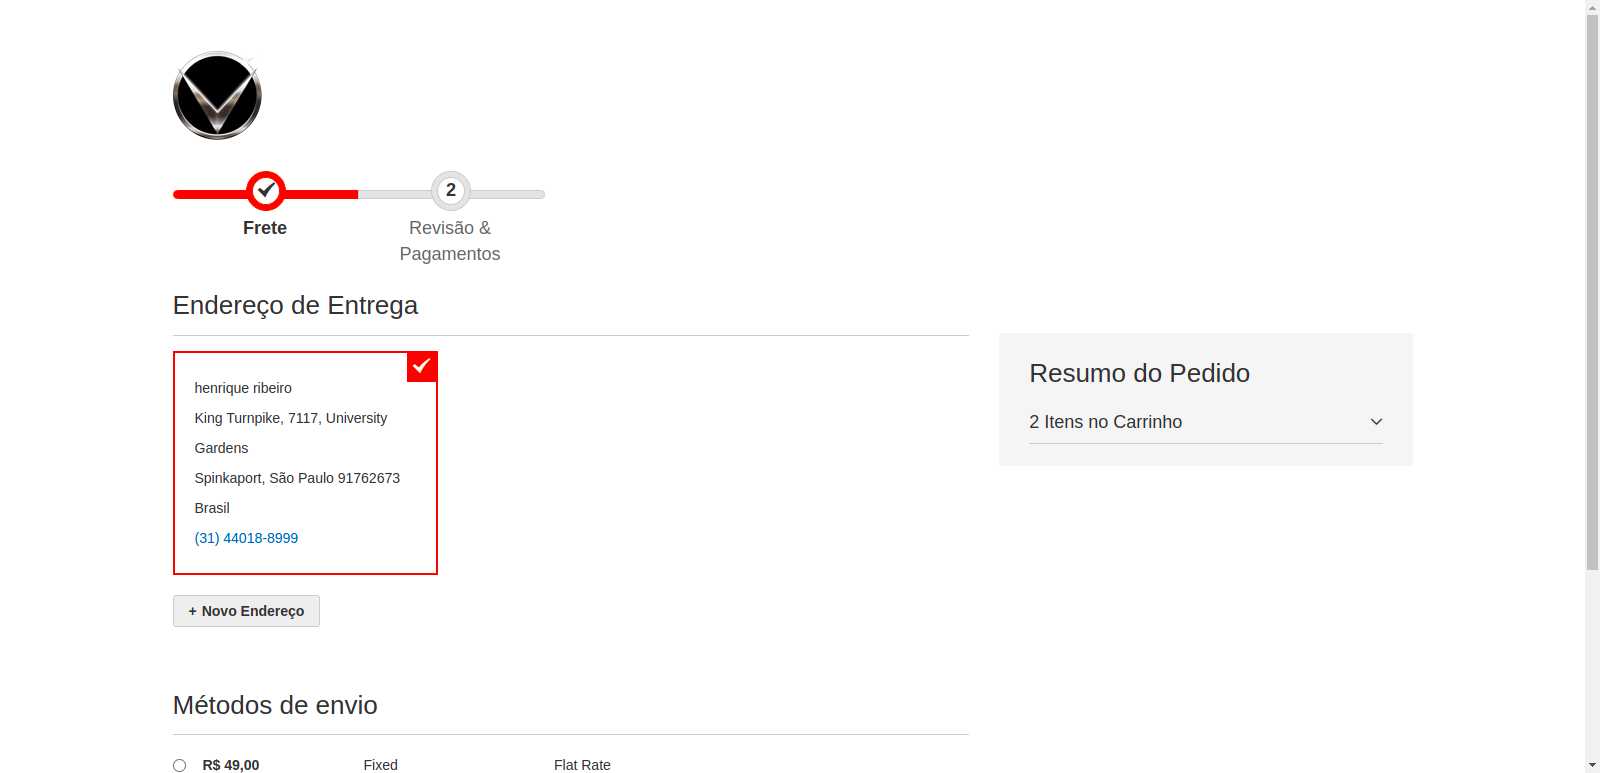 2
Frete
Revisão &
Pagamentos
Endereço de Entrega
henrique ribeiro
King Turnpike, 7117, University
Gardens
Spinkaport, São Paulo 91762673
Brasil
(31) 44018-8999
+ Novo Endereço
Resumo do Pedido
2 Itens no Carrinho
Métodos de envio
R$ 49,00 Fixed Flat Rate